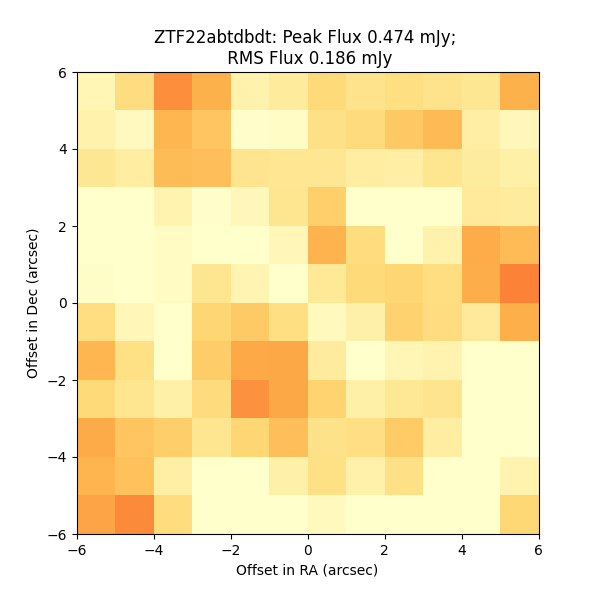 ZTF22abtdbdt: Peak Flux 0.474 mJy;
RMS Flux 0.186 mJy
6
4
2
0
−2
−4
−6
Offset in Dec (arcsec)
−6 −4 −2 0 2 4 6
Offset in RA (arcsec)